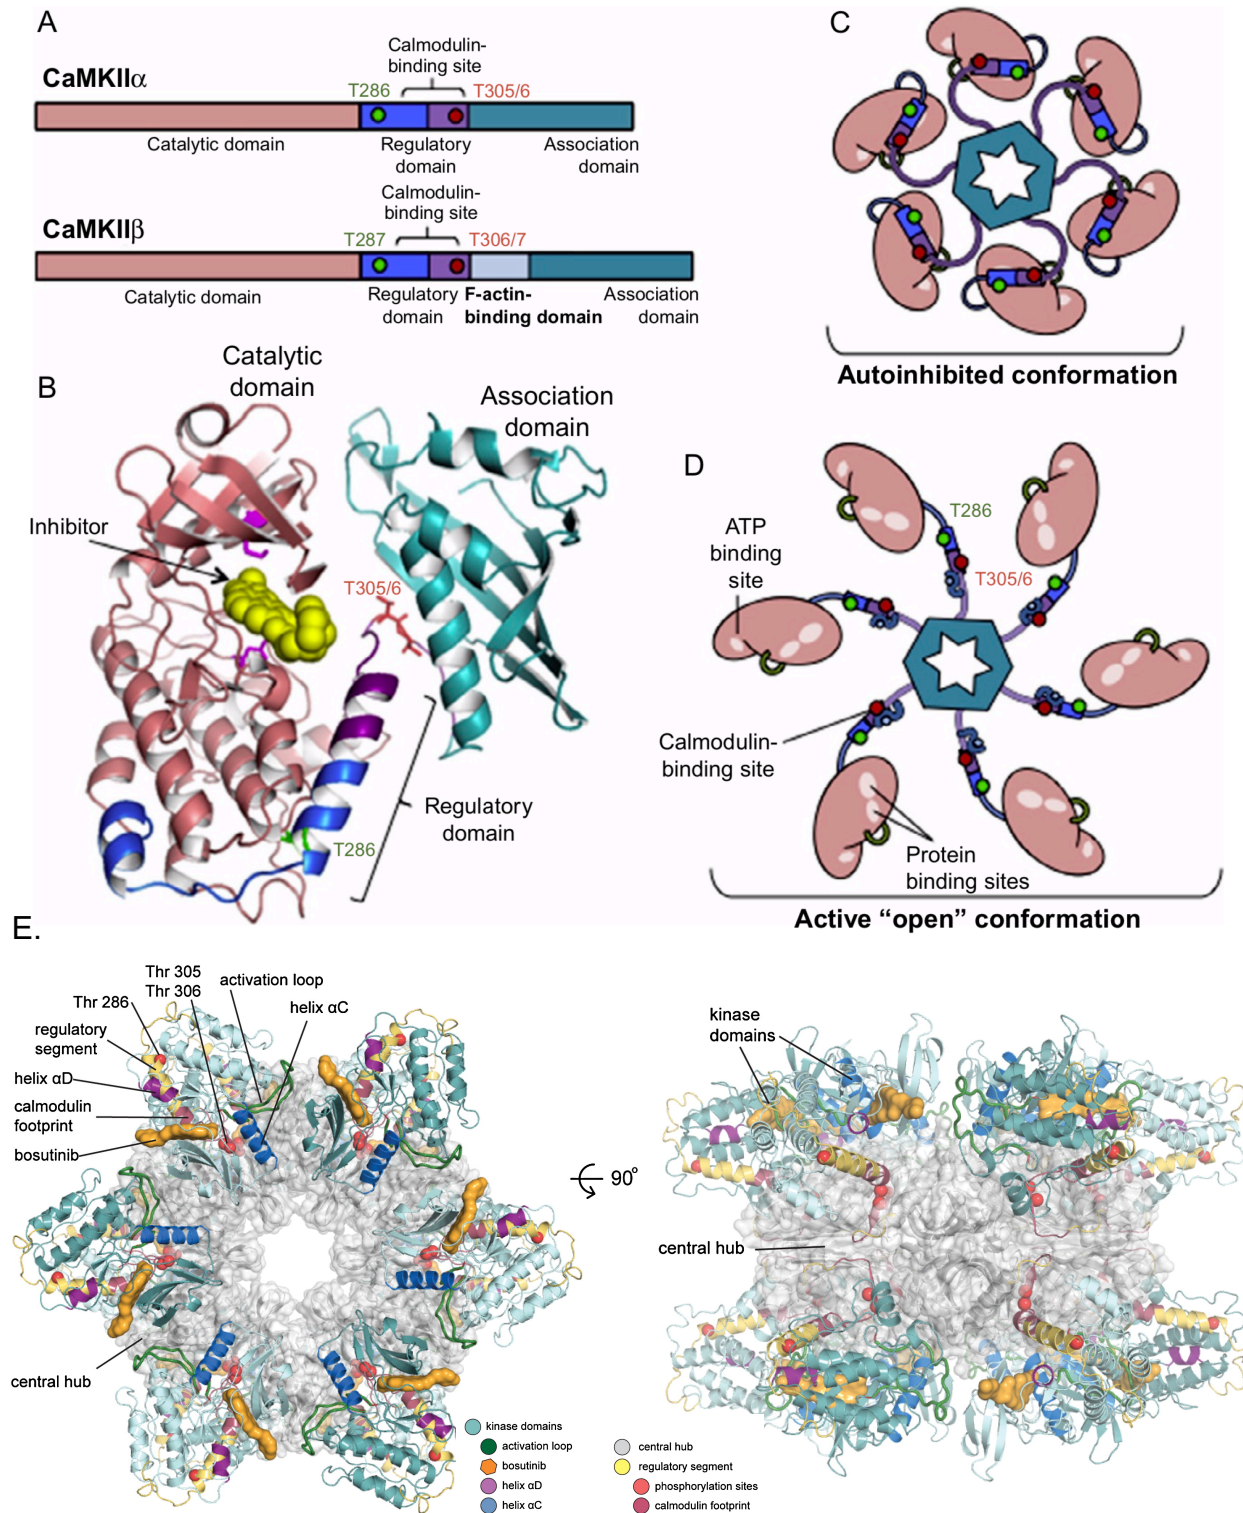 A
Calmodulin-
binding site
CaMKIIα
T286
T305/6
Catalytic domain
Regulatory
domain
Association
domain
Calmodulin-
binding site
CaMKIIβ
T287
T306/7
Catalytic domain
Regulatory
domain
F-actin-
binding domain
Association
domain
B
Catalytic
domain
Association
domain
Inhibitor
T305/6
Regulatory
domain
T286
C
Autoinhibited conformation
D
T286
ATP
binding
site
T305/6
Calmodulin-
binding site
Protein
binding sites
Active “open” conformation
E.
Thr 305
Thr 306
activation loop
Thr 286
helix αC
regulatory
segment
helix αD
calmodulin
footprint
bosutinib
central hub
90°
kinase
domains
central hub
kinase domains
activation loop
bosutinib
helix αD
helix αC
central hub
regulatory segment
phosphorylation sites
calmodulin footprint